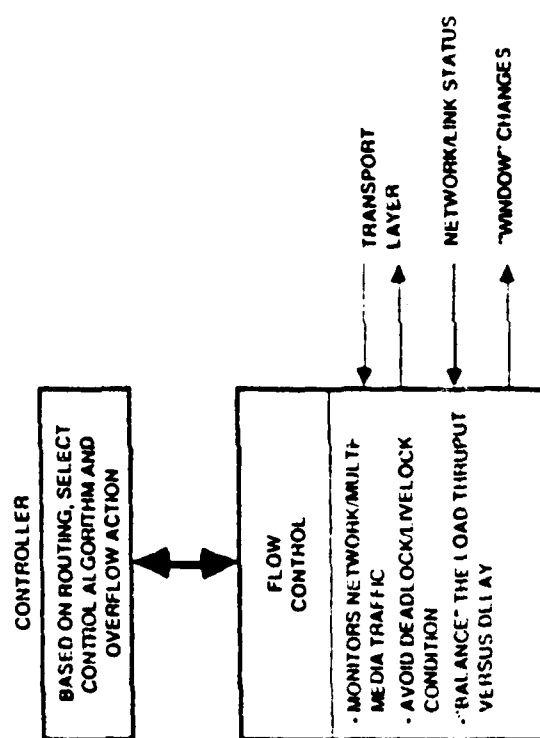 CONTROLLER
BASED ON ROUTING, SELECT
CONTROL ALGORITHM AND
OVERFLOW ACTION
FLOW
CONTROL
• MONITORS NETWORK/MULTI-
MEDIA TRAFFIC
• AVOID DEADLOCK/LIVELOCK
CONDITION
• "BALANCE" THE LOAD THRUPUT
VERSUS DELAY
TRANSPORT
LAYER
NETWORK/LINK STATUS
"WINDOW" CHANGES